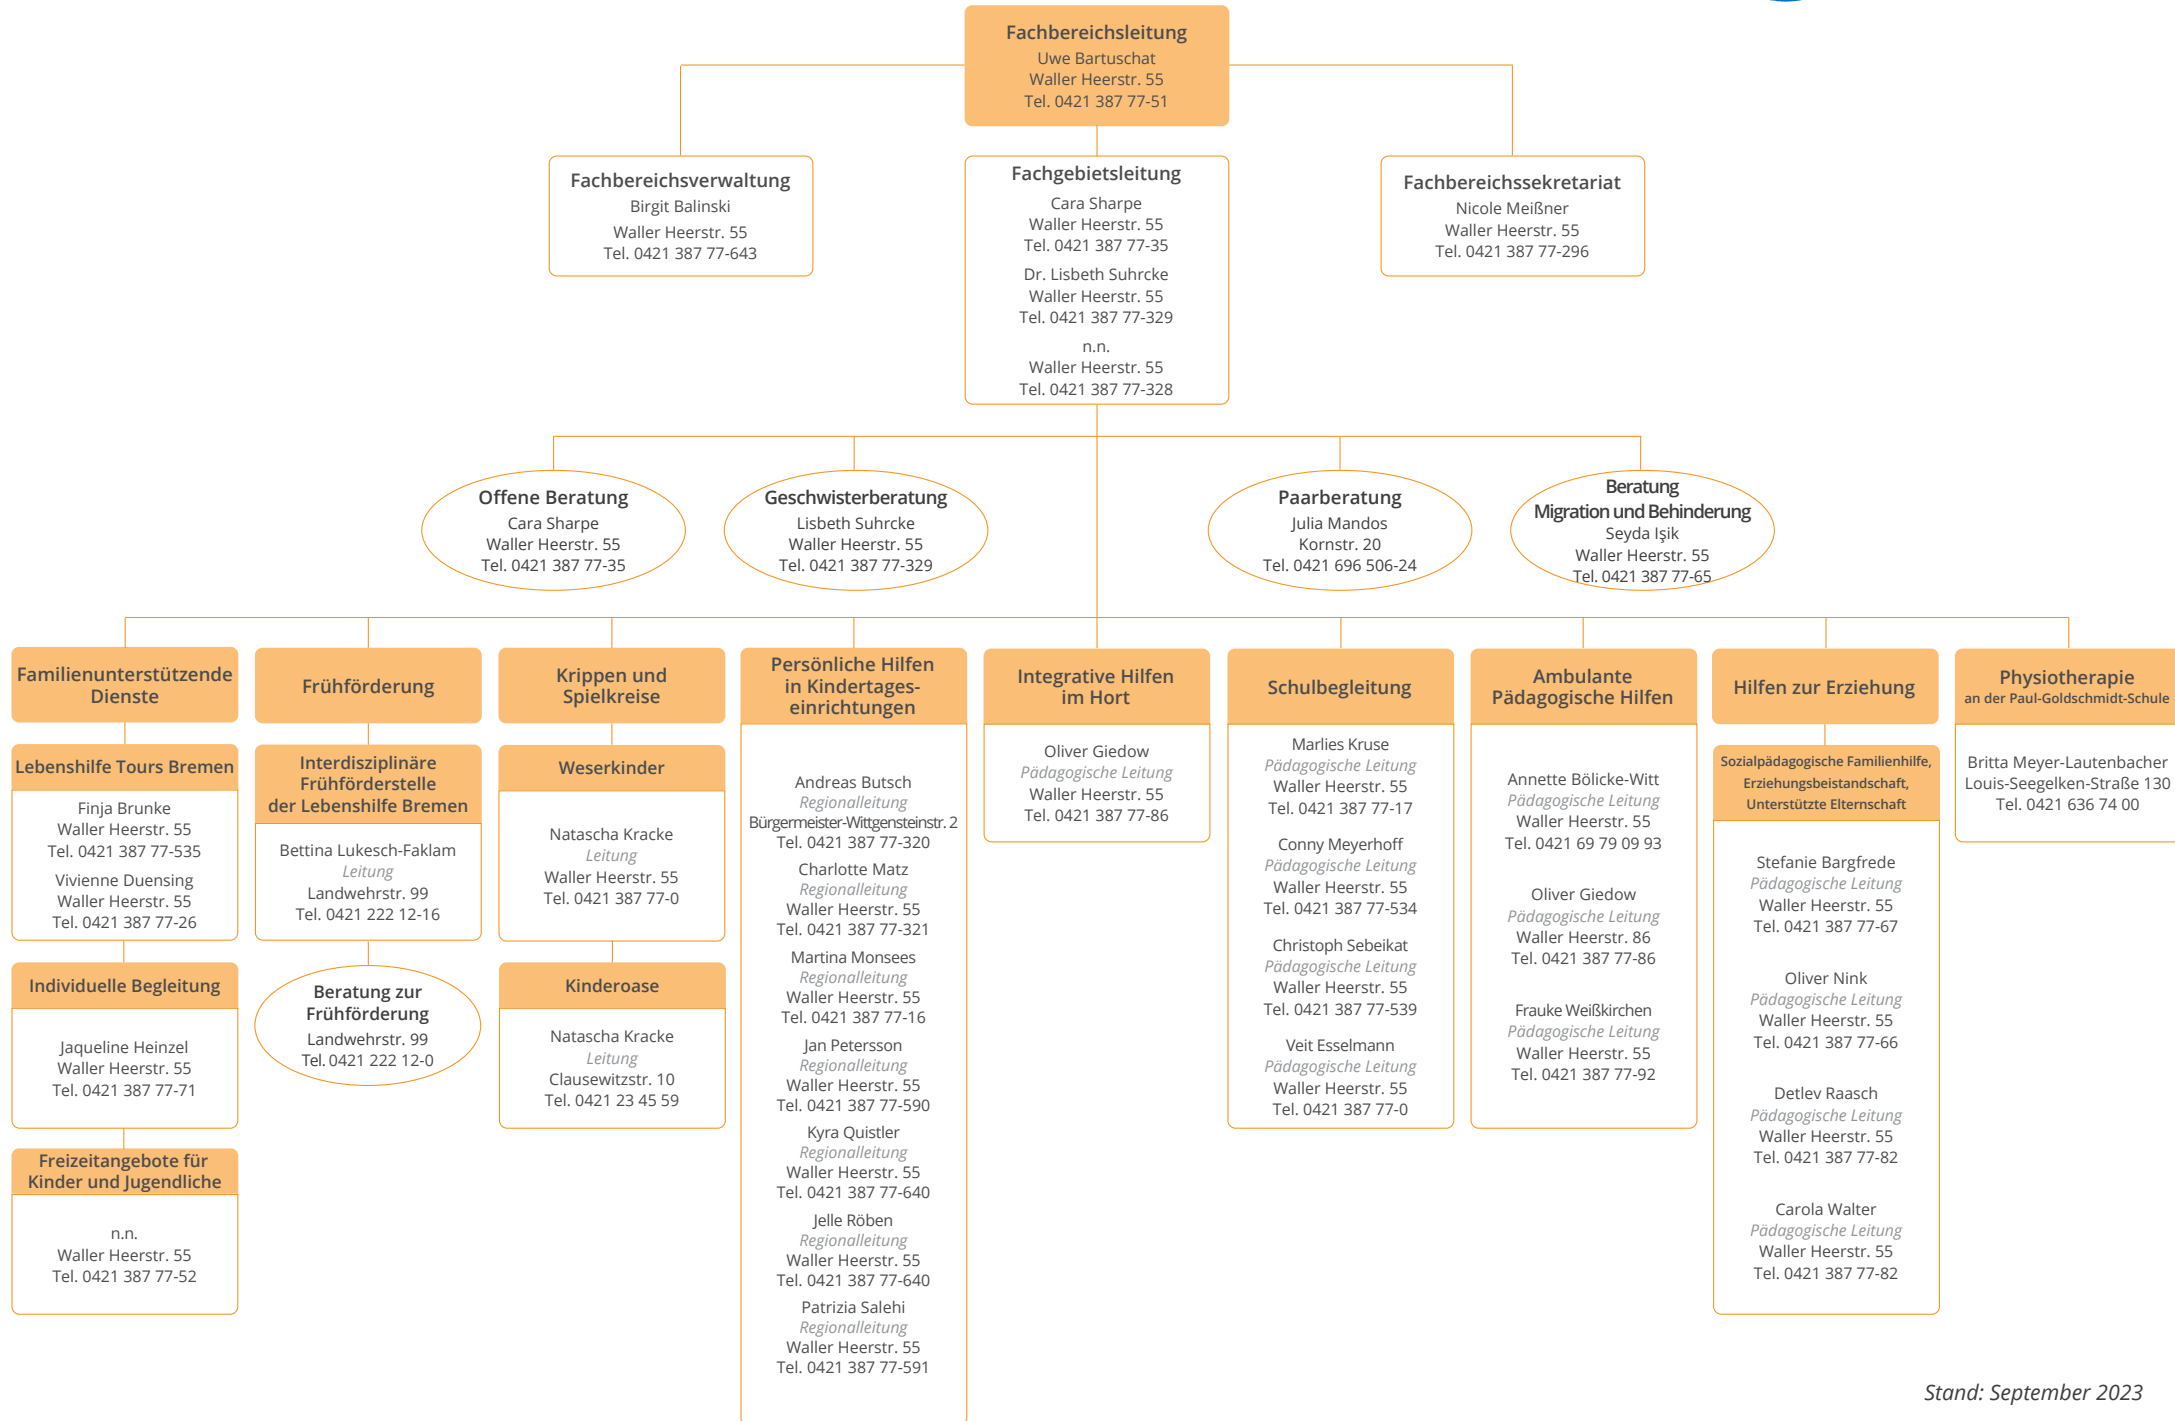 Fachbereichsleitung
Uwe Bartuschat
Waller Heerstr. 55
Tel. 0421 387 77-51
Fachbereichsverwaltung
Birgit Balinski
Waller Heerstr. 55
Tel. 0421 387 77-643
Fachgebietsleitung
Cara Sharpe
Waller Heerstr. 55
Tel. 0421 387 77-35
Dr. Lisbeth Suhrcke
Waller Heerstr. 55
Tel. 0421 387 77-329
n.n.
Waller Heerstr. 55
Tel. 0421 387 77-328
Fachbereichssekretariat
Nicole Meißner
Waller Heerstr. 55
Tel. 0421 387 77-296
Offene Beratung
Cara Sharpe
Waller Heerstr. 55
Tel. 0421 387 77-35
Geschwisterberatung
Lisbeth Suhrcke
Waller Heerstr. 55
Tel. 0421 387 77-329
Paarberatung
Julia Mandos
Kornstr. 20
Tel. 0421 696 506-24
Beratung
Migration und Behinderung
Seyda Işik
Waller Heerstr. 55
Tel. 0421 387 77-65
Familienunterstützende
Dienste
Lebenshilfe Tours Bremen
Finja Brunke
Waller Heerstr. 55
Tel. 0421 387 77-535
Vivienne Duensing
Waller Heerstr. 55
Tel. 0421 387 77-26
Individuelle Begleitung
Jaqueline Heinzel
Waller Heerstr. 55
Tel. 0421 387 77-71
Freizeitangebote für
Kinder und Jugendliche
n.n.
Waller Heerstr. 55
Tel. 0421 387 77-52
Frühförderung
Interdisziplinäre
Frühförderstelle
der Lebenshilfe Bremen
Bettina Lukesch-Faklam
Leitung
Landwehrstr. 99
Tel. 0421 222 12-16
Beratung zur
Frühförderung
Landwehrstr. 99
Tel. 0421 222 12-0
Krippen und
Spielkreise
Weserkinder
Natascha Kracke
Leitung
Waller Heerstr. 55
Tel. 0421 387 77-0
Kinderoase
Natascha Kracke
Leitung
Clausewitzstr. 10
Tel. 0421 23 45 59
Persönliche Hilfen
in Kindertages-
einrichtungen
Andreas Butsch
Regionalleitung
Bürgermeister-Wittgensteinstr. 2
Tel. 0421 387 77-320
Charlotte Matz
Regionalleitung
Waller Heerstr. 55
Tel. 0421 387 77-321
Martina Monsees
Regionalleitung
Waller Heerstr. 55
Tel. 0421 387 77-16
Jan Petersson
Regionalleitung
Waller Heerstr. 55
Tel. 0421 387 77-590
Kyra Quistler
Regionalleitung
Waller Heerstr. 55
Tel. 0421 387 77-640
Jelle Röben
Regionalleitung
Waller Heerstr. 55
Tel. 0421 387 77-640
Patrizia Salehi
Regionalleitung
Waller Heerstr. 55
Tel. 0421 387 77-591
Integrative Hilfen
im Hort
Oliver Giedow
Pädagogische Leitung
Waller Heerstr. 55
Tel. 0421 387 77-86
Schulbegleitung
Marlies Kruse
Pädagogische Leitung
Waller Heerstr. 55
Tel. 0421 387 77-17
Conny Meyerhoff
Pädagogische Leitung
Waller Heerstr. 55
Tel. 0421 387 77-534
Christoph Sebeikat
Pädagogische Leitung
Waller Heerstr. 55
Tel. 0421 387 77-539
Veit Esselmann
Pädagogische Leitung
Waller Heerstr. 55
Tel. 0421 387 77-0
Ambulante
Pädagogische Hilfen
Annette Bölicke-Witt
Pädagogische Leitung
Waller Heerstr. 55
Tel. 0421 69 79 09 93
Oliver Giedow
Pädagogische Leitung
Waller Heerstr. 86
Tel. 0421 387 77-86
Frauke Weißkirchen
Pädagogische Leitung
Waller Heerstr. 55
Tel. 0421 387 77-92
Hilfen zur Erziehung
Sozialpädagogische Familienhilfe,
Erziehungsbeistandschaft,
Unterstützte Elternschaft
Stefanie Bargfrede
Pädagogische Leitung
Waller Heerstr. 55
Tel. 0421 387 77-67
Oliver Nink
Pädagogische Leitung
Waller Heerstr. 55
Tel. 0421 387 77-66
Detlev Raasch
Pädagogische Leitung
Waller Heerstr. 55
Tel. 0421 387 77-82
Carola Walter
Pädagogische Leitung
Waller Heerstr. 55
Tel. 0421 387 77-82
Physiotherapie
an der Paul-Goldschmidt-Schule
Britta Meyer-Lautenbacher
Louis-Seegelken-Straße 130
Tel. 0421 636 74 00
Stand: September 2023